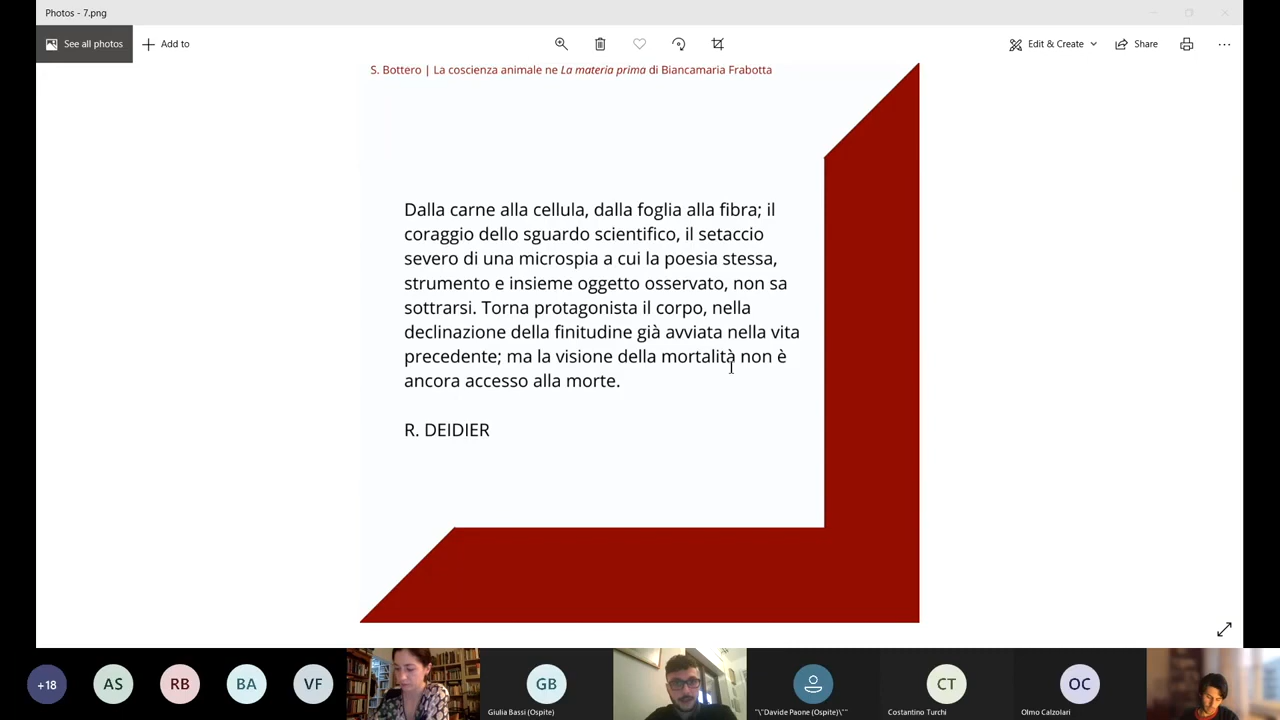 Photos - 7.png
See all photos
Add to
Edit & Create
Share
S. Bottero | La coscienza animale ne La materia prima di Biancamaria Frabotta
Dalla carne alla cellula, dalla foglia alla fibra; il
coraggio dello sguardo scientifico, il setaccio
severo di una microspia a cui la poesia stessa,
strumento e insieme oggetto osservato, non sa
sottrarsi. Torna protagonista il corpo, nella
declinazione della finitudine già avviata nella vita
precedente; ma la visione della mortalità non è
ancora accesso alla morte.
R. DEIDIER
+18
AS
RB
BA
VF
GB
Giulia Bassi (Ospite)
"\"Davide Paone (Ospite)\""
CT
Costantino Turchi
OC
Olmo Calzolari